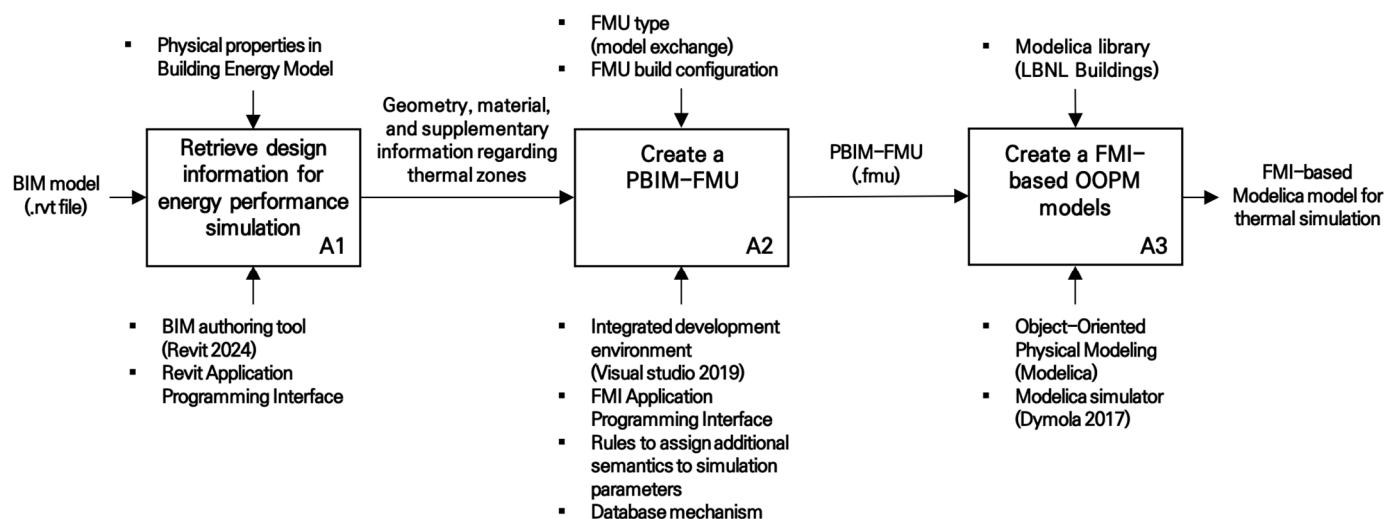 ▪ Physical properties in
Building Energy Model
▪ FMU type
(model exchange)
▪ FMU build configuration
▪ Modelica library
(LBNL Buildings)
BIM model
(.rvt file)
Retrieve design
information for
energy performance
simulation
A1
Geometry, material,
and supplementary
information regarding
thermal zones
Create a
PBIM-FMU
A2
PBIM-FMU
(.fmu)
Create a FMI-
based OOPM
models
A3
FMI-based
Modelica model for
thermal simulation
▪ BIM authoring tool
(Revit 2024)
▪ Revit Application
Programming Interface
▪ Integrated development
environment
(Visual studio 2019)
▪ FMI Application
Programming Interface
▪ Rules to assign additional
semantics to simulation
parameters
▪ Database mechanism
▪ Object-Oriented
Physical Modeling
(Modelica)
▪ Modelica simulator
(Dymola 2017)